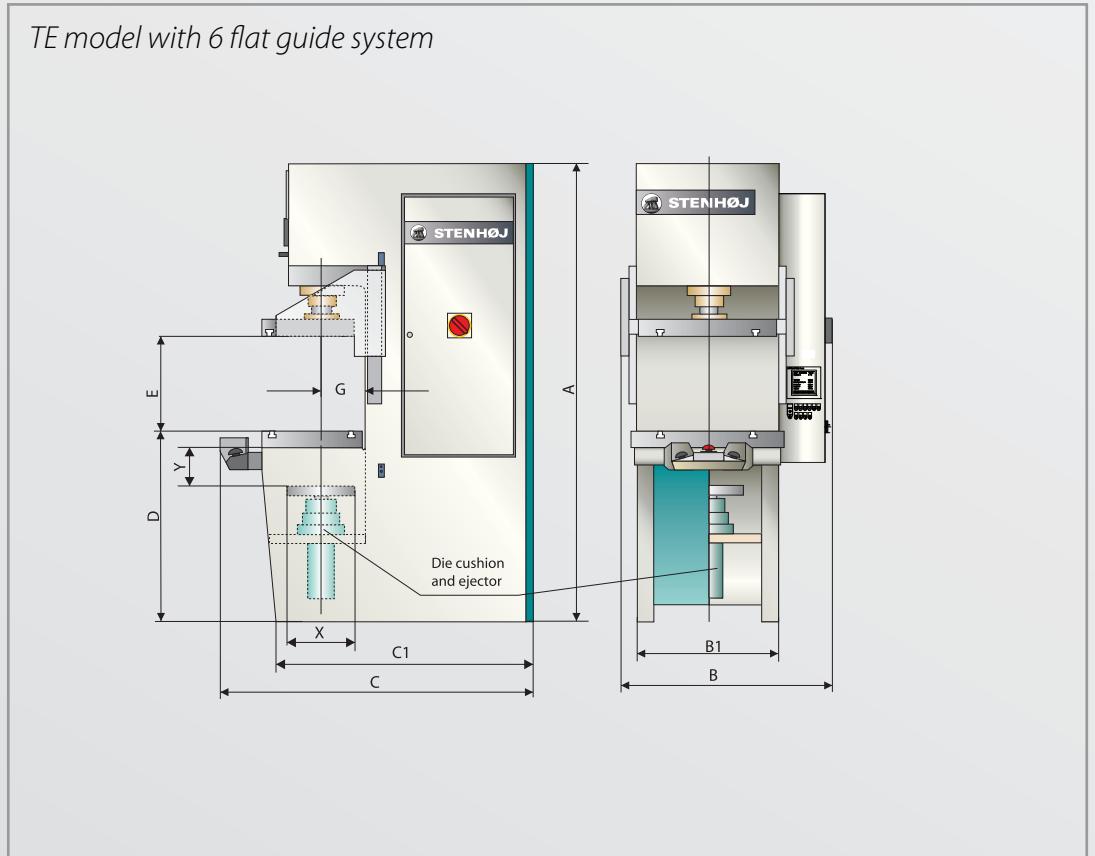 TE model with 6 flat guide system
STENHØJ
STENHØJ
A
E
G
Y
D
Die cushion
and ejector
X
C1
C
B1
B